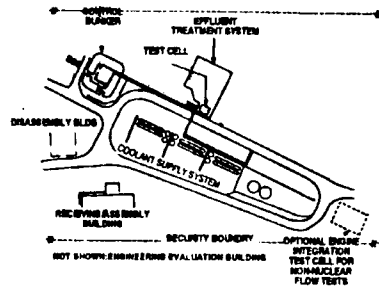 CONTROL
BUNKER
EFFLUENT
TREATMENT SYSTEM
TEST CELL
DISASSEMBLY BLDG
COOLANT SUPPLY SYSTEM
RECEIVING/ASSEMBLY
BUILDING
SECURITY BOUNDRY
OPTIONAL ENGINE
INTEGRATION
TEST CELL FOR
NON-NUCLEAR
FLOW TESTS
NOT SHOWN: ENGINEERING EVALUATION BUILDING